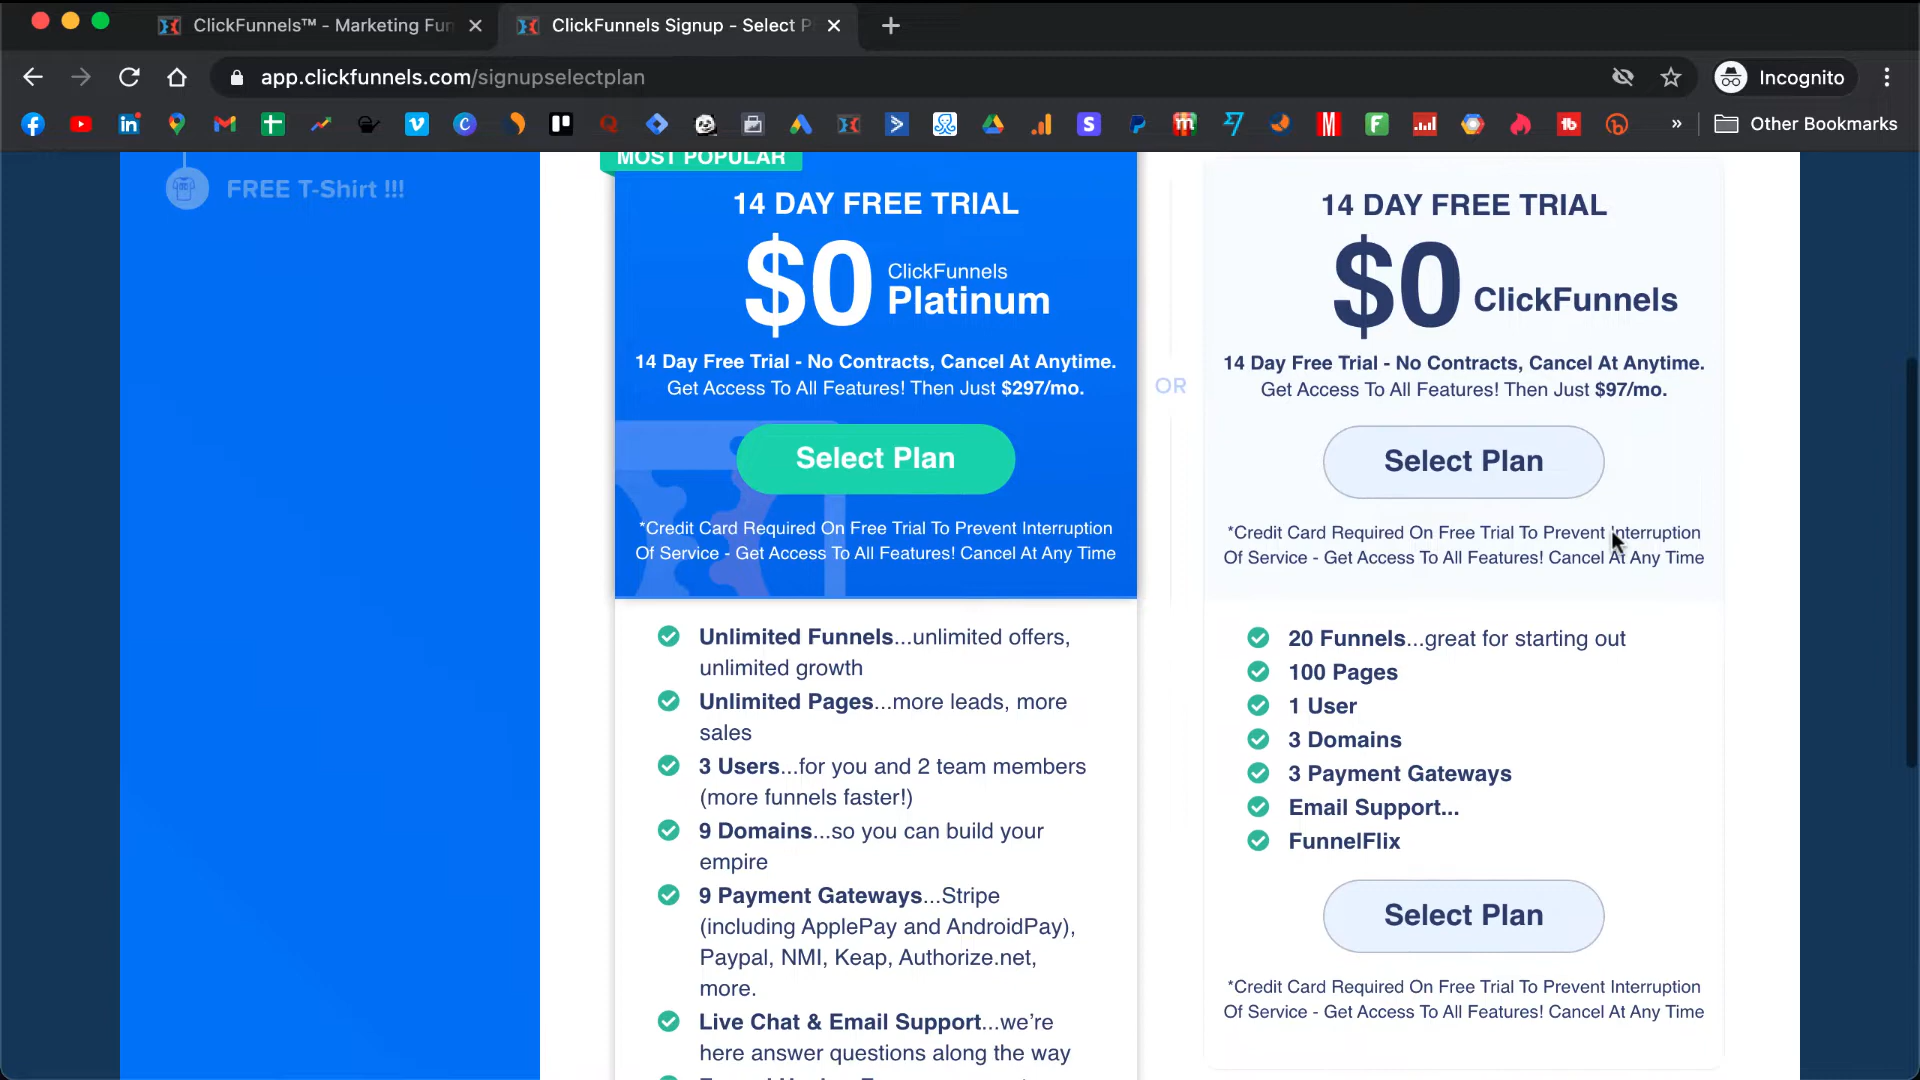 ClickFunnels™ - Marketing Fun
ClickFunnels Signup - Select P
app.clickfunnels.com/signupselectplan
Incognito
» Other Bookmarks
FREE T-Shirt !!!
MOST POPULAR
14 DAY FREE TRIAL
$0 ClickFunnels
Platinum
14 Day Free Trial - No Contracts, Cancel At Anytime.
Get Access To All Features! Then Just $297/mo.
Select Plan
*Credit Card Required On Free Trial To Prevent Interruption
Of Service - Get Access To All Features! Cancel At Any Time
Unlimited Funnels...unlimited offers,
unlimited growth
Unlimited Pages...more leads, more
sales
3 Users...for you and 2 team members
(more funnels faster!)
9 Domains...so you can build your
empire
9 Payment Gateways...Stripe
(including ApplePay and AndroidPay),
Paypal, NMI, Keap, Authorize.net,
more.
Live Chat & Email Support...we're
here answer questions along the way
OR
14 DAY FREE TRIAL
$0 ClickFunnels
14 Day Free Trial - No Contracts, Cancel At Anytime.
Get Access To All Features! Then Just $97/mo.
Select Plan
*Credit Card Required On Free Trial To Prevent Interruption
Of Service - Get Access To All Features! Cancel At Any Time
20 Funnels...great for starting out
100 Pages
1 User
3 Domains
3 Payment Gateways
Email Support...
FunnelFlix
Select Plan
*Credit Card Required On Free Trial To Prevent Interruption
Of Service - Get Access To All Features! Cancel At Any Time